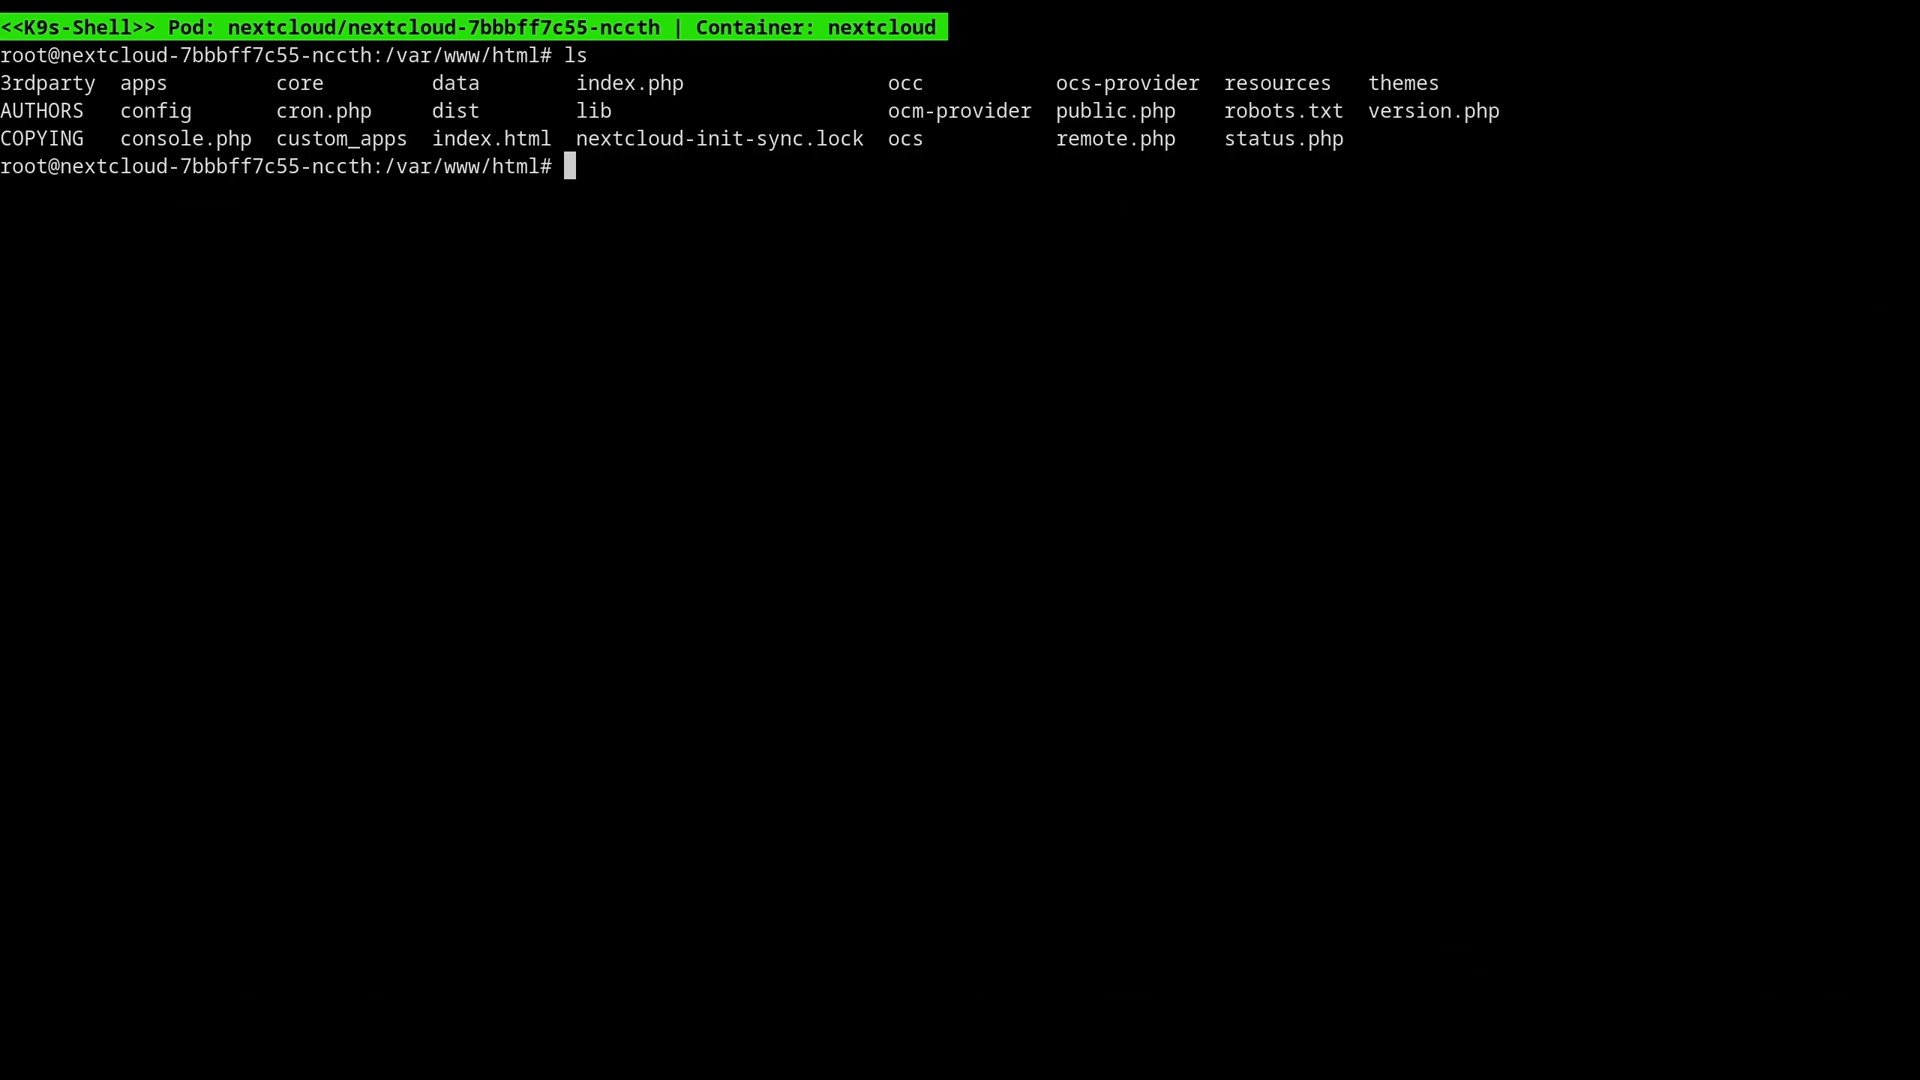 <<K9s-Shell>> Pod: nextcloud/nextcloud-7bbbff7c55-nccth | Container: nextcloud
root@nextcloud-7bbbff7c55-nccth:/var/www/html# ls
3rdparty  apps         core         data        index.php                 occ           ocs-provider  resources   themes
AUTHORS   config       cron.php     dist        lib                       ocm-provider  public.php    robots.txt  version.php
COPYING   console.php  custom_apps  index.html  nextcloud-init-sync.lock  ocs           remote.php    status.php
root@nextcloud-7bbbff7c55-nccth:/var/www/html#